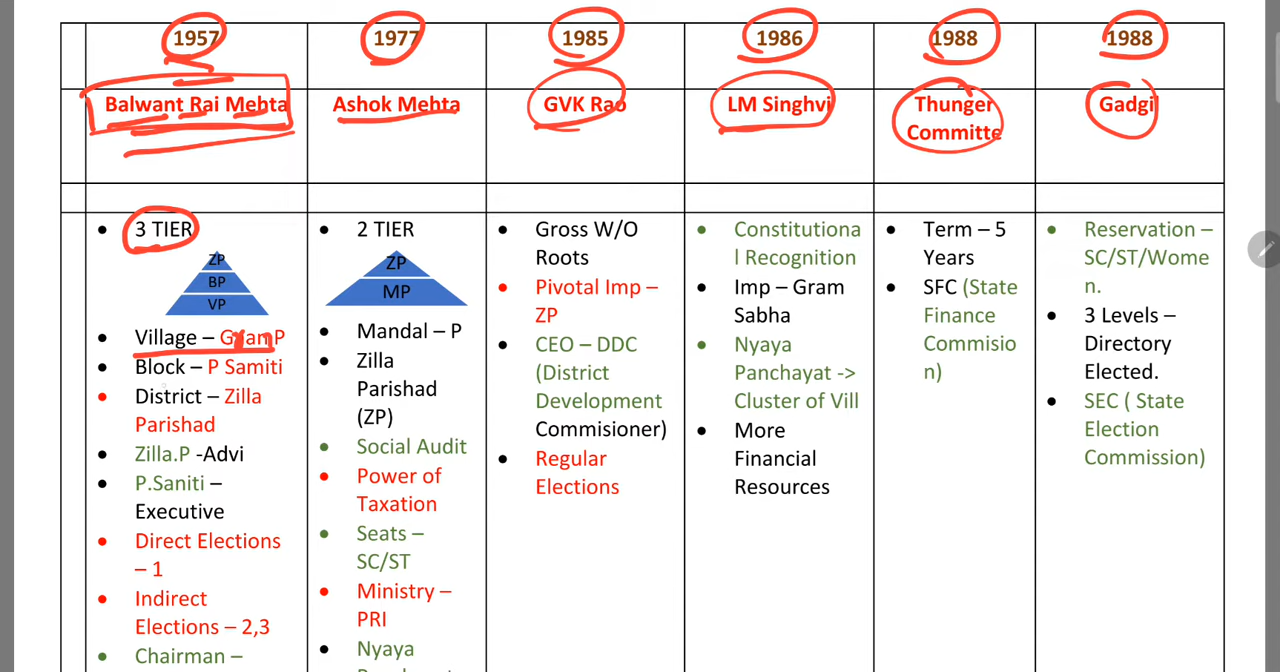 1957
1977
1985
1986
1988
1988
Balwant Rai Mehta
Ashok Mehta
GVK Rao
LM Singhvi
Thunger
Committe
Gadgil
• 3 TIER
ZP
BP
VP
• Village – Gram P
• Block – P Samiti
• District – Zilla
Parishad
• Zilla.P -Advi
• P.Saniti –
Executive
• Direct Elections
– 1
• Indirect
Elections – 2,3
• Chairman –
• 2 TIER
ZP
MP
• Mandal – P
• Zilla
Parishad
(ZP)
• Social Audit
• Power of
Taxation
• Seats –
SC/ST
• Ministry –
PRI
• Nyaya
• Gross W/O
Roots
• Pivotal Imp –
ZP
• CEO – DDC
(District
Development
Commisioner)
• Regular
Elections
• Constitutiona
l Recognition
• Imp – Gram
Sabha
• Nyaya
Panchayat ->
Cluster of Vill
• More
Financial
Resources
• Term – 5
Years
• SFC (State
Finance
Commisio
n)
• Reservation –
SC/ST/Wome
n.
• 3 Levels –
Directory
Elected.
• SEC ( State
Election
Commission)